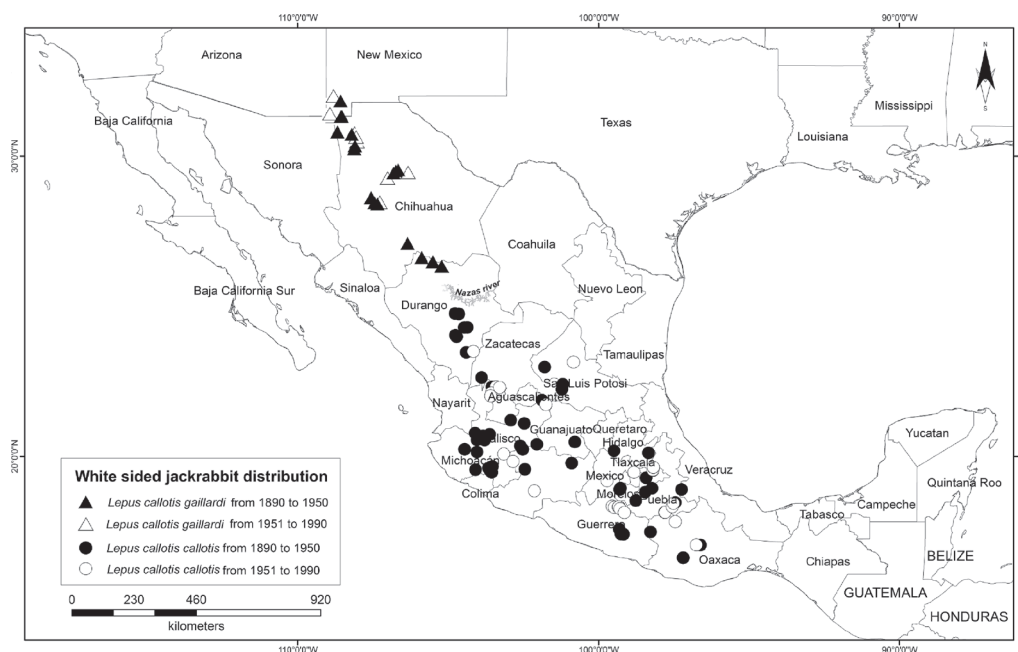 110°0'0"W 100°0'0"W 90°0'0"W
N
S
Arizona
New Mexico
Mississippi
Texas
Baja California
Louisiana
30°0'0"N
Sonora
Chihuahua
Coahuila
Baja California Sur
Sinaloa
Nazas river
Nuevo Leon
Durango
Zacatecas
Tamaulipas
San Luis Potosi
Nayarit
Aguascalientes
Guanajuato
Queretaro
Yucatan
Jalisco
Hidalgo
20°0'0"N
Michoacán
Tlaxcala
Veracruz
Mexico
Quintana Roo
Colima
Morelos
Puebla
Campeche
Tabasco
Guerrero
Oaxaca
Chiapas
BELIZE
GUATEMALA
HONDURAS
White sided jackrabbit distribution
Lepus callotis gaillardi from 1890 to 1950
Lepus callotis gaillardi from 1951 to 1990
Lepus callotis callotis from 1890 to 1950
Lepus callotis callotis from 1951 to 1990
0 230 460 920
kilometers
110°0'0"W 100°0'0"W 90°0'0"W